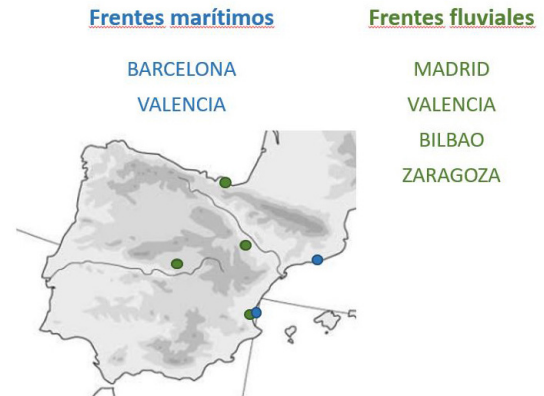 Frentes marítimos
BARCELONA
VALENCIA
Frentes fluviales
MADRID
VALENCIA
BILBAO
ZARAGOZA